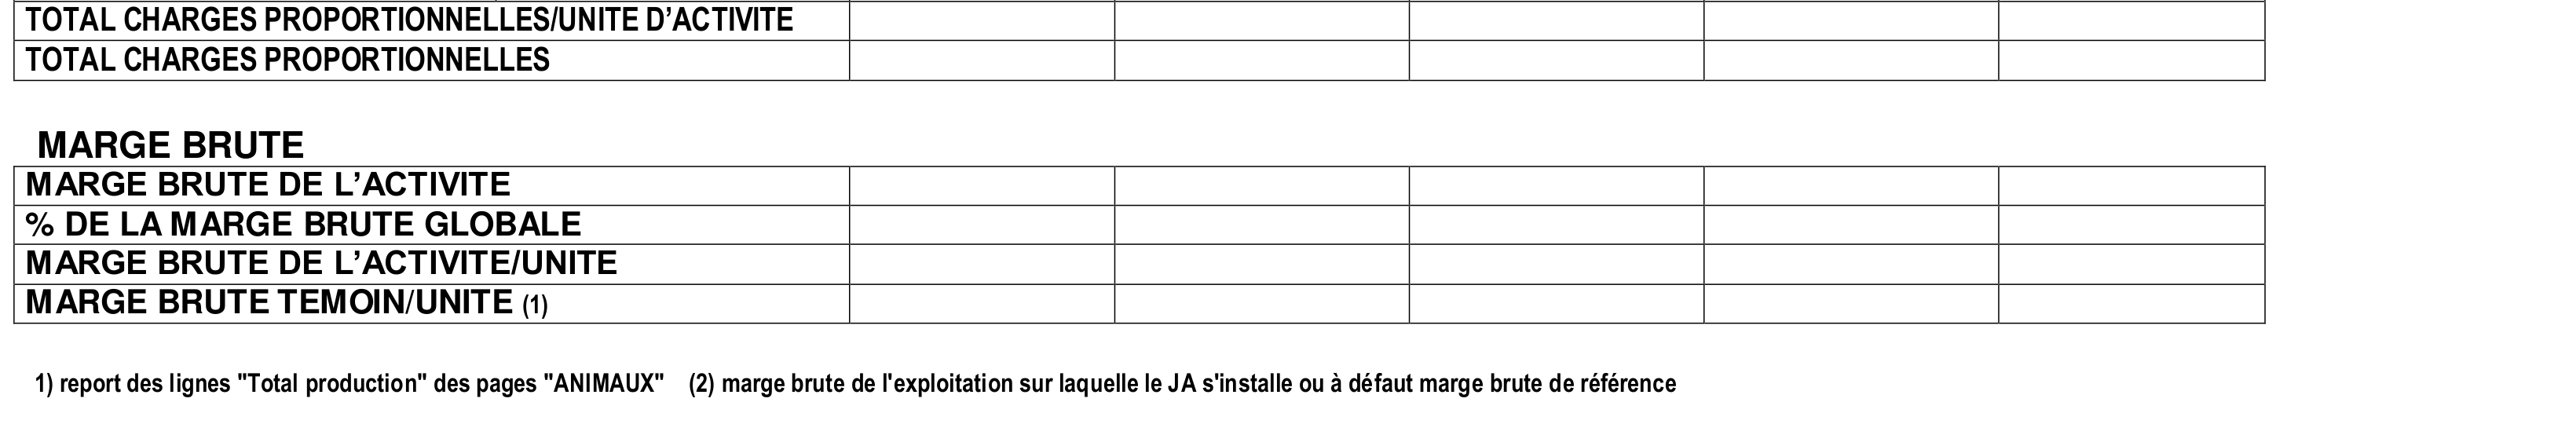 TOTAL CHARGES PROPORTIONNELLES/UNITE D’ACTIVITE
TOTAL CHARGES PROPORTIONNELLES
MARGE BRUTE
MARGE BRUTE DE L’ACTIVITE
% DE LA MARGE BRUTE GLOBALE
MARGE BRUTE DE L’ACTIVITE/UNITE
MARGE BRUTE TEMOIN/UNITE (1)
1) report des lignes "Total production" des pages "ANIMAUX" (2) marge brute de l'exploitation sur laquelle le JA s'installe ou à défaut marge brute de référence